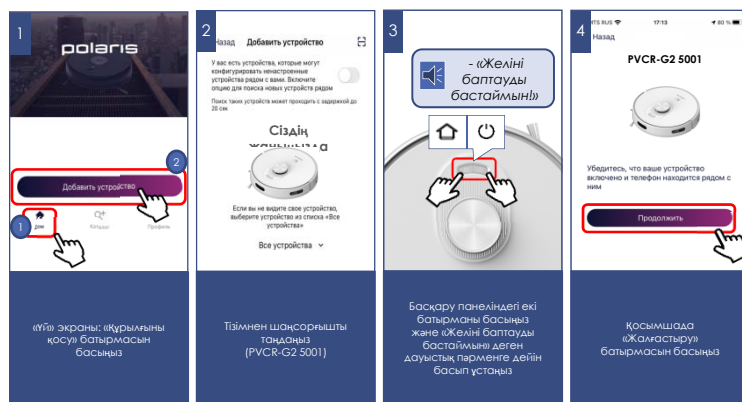 1
polaris
2
Добавить устройство
1
Дом
Каталог
Профиль
«Үй» экраны: «Құрылғыны
қосу» батырмасын
басыңыз
2
Назад Добавить устройство
У вас есть устройства, которые могут
конфигурировать ненастроенные
устройства рядом с вами. Включите
опцию для поиска новых устройств рядом
Поиск таких устройств может проходить с задержкой до
20 сек
Сіздің
жаныңызда
Если вы не видите свое устройство,
выберите устройство из списка «Все
устройства»
Все устройства
Тізімнен шаңсорғышты
таңдаңыз
(PVCR-G2 5001)
3
- «Желіні
баптауды
бастаймын!»
Басқару панеліндегі екі
батырманы басыңыз
және «Желіні баптауды
бастаймын» деген
дауыстық пәрменге дейін
басып ұстаңыз
4
MTS RUS 17:13 80 %
Назад
PVCR-G2 5001
Убедитесь, что ваше устройство
включено и телефон находится рядом с
ним
Продолжить
Қосымшада
«Жалғастыру»
батырмасын басыңыз